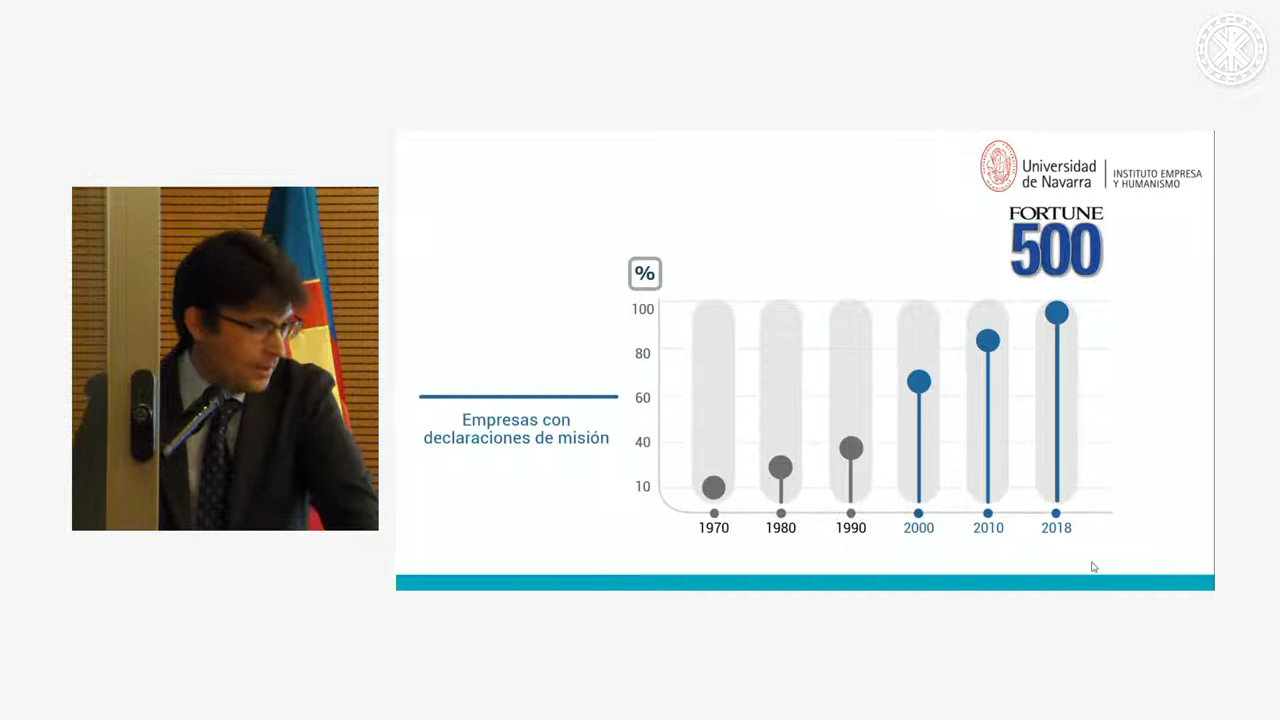 Universidad
de Navarra
INSTITUTO EMPRESA
Y HUMANISMO
FORTUNE
500
%
100
80
60
40
10
Empresas con
declaraciones de misión
1970
1980
1990
2000
2010
2018